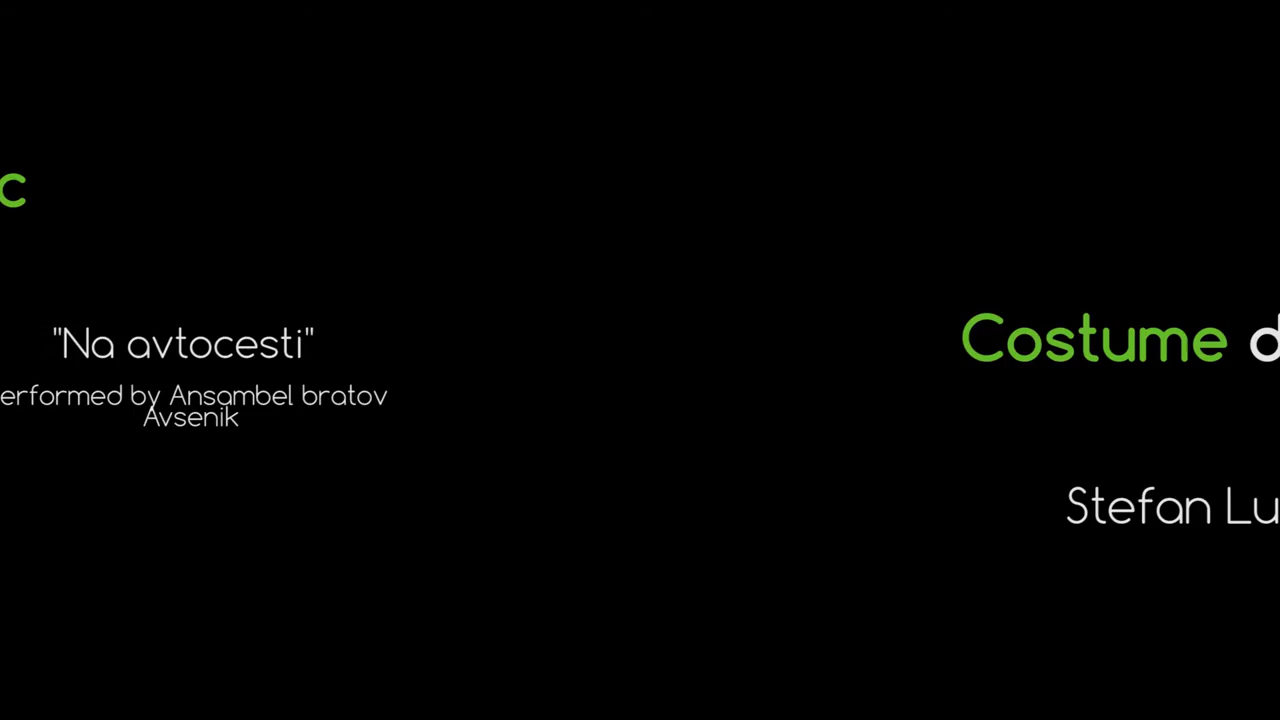 c
"Na avtocesti"
erformed by Ansambel bratov
Avsenik
Costume d
Stefan Lu